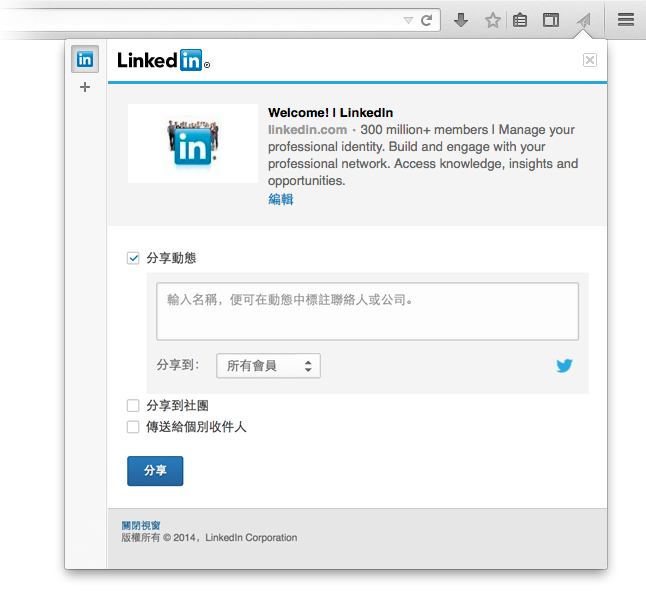 in
Linked in
Welcome! | LinkedIn
linkedin.com · 300 million+ members | Manage your
professional identity. Build and engage with your
professional network. Access knowledge, insights and
opportunities.
編輯
in
分享動態
輸入名稱，便可在動態中標註聯絡人或公司。
分享到： 所有會員
分享到社團
傳送給個別收件人
分享
關閉視窗
版權所有 © 2014，LinkedIn Corporation